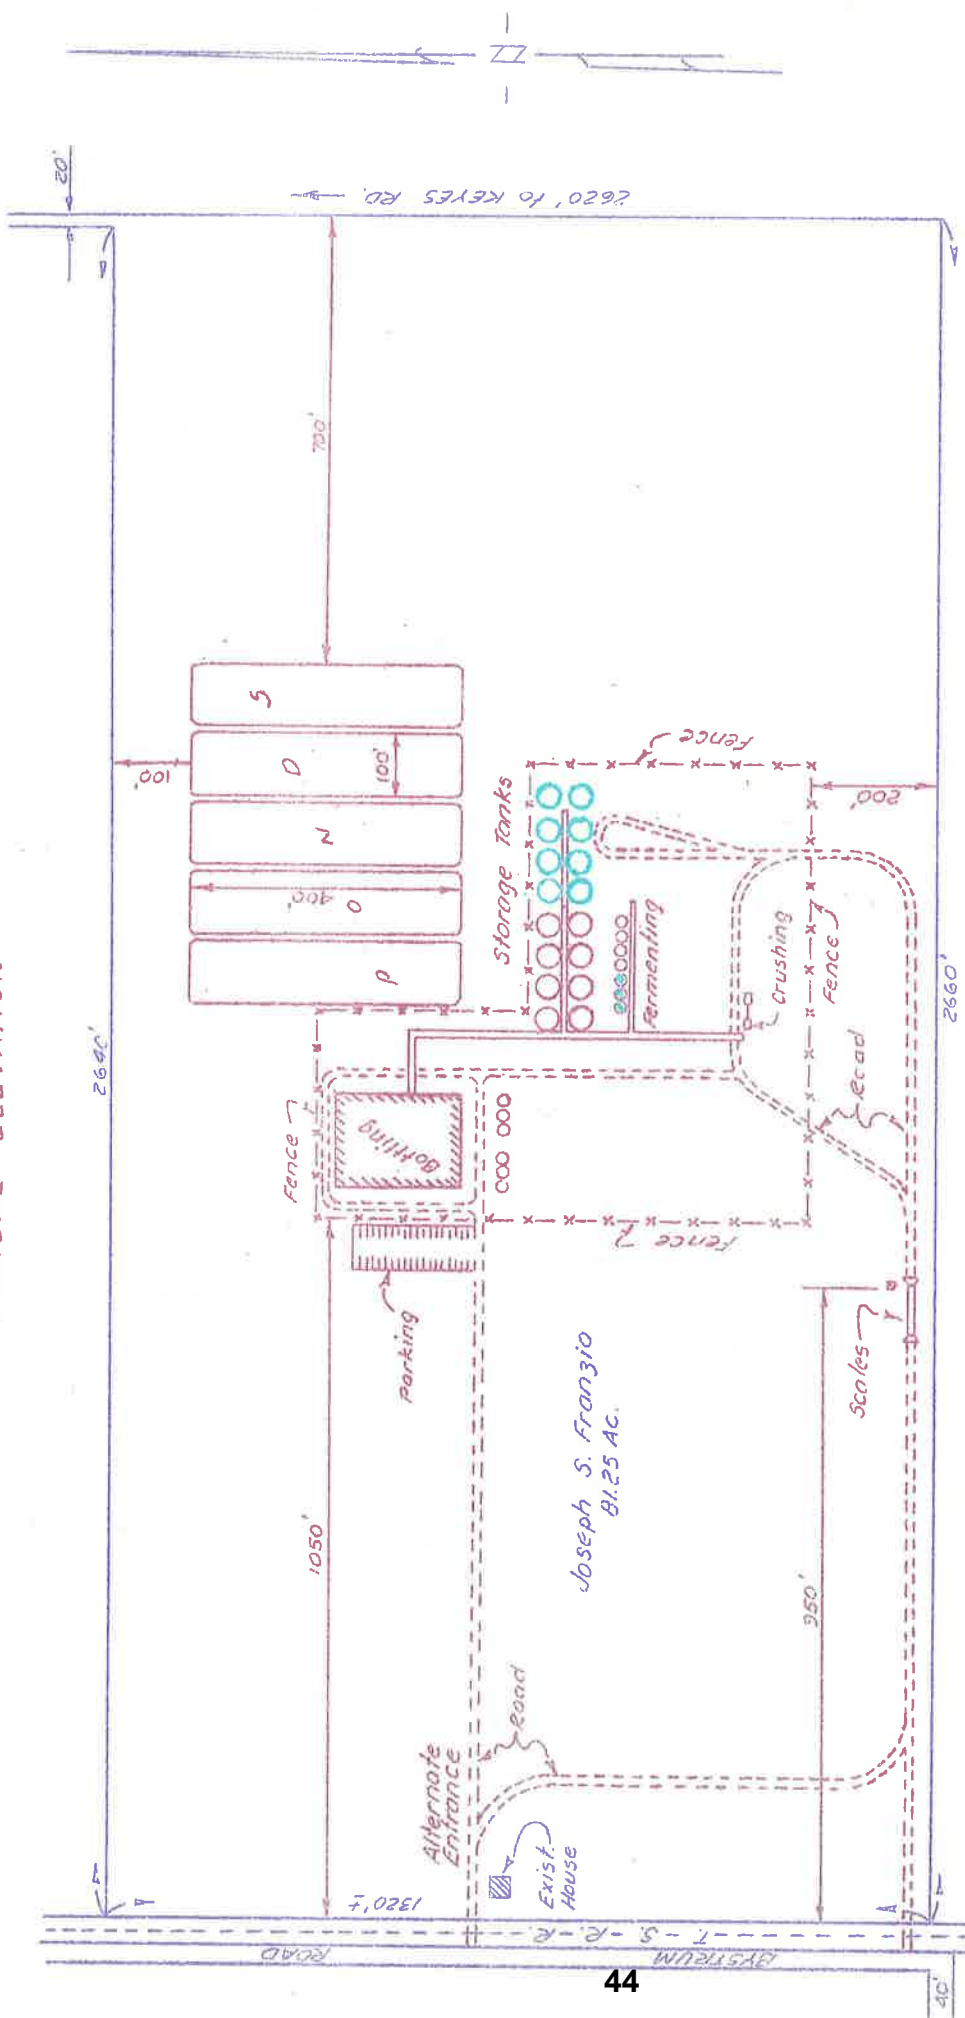 N
20'
2620' to KEYES RD.
700'
100'
S
D
N
O
P
100'
400'
2640'
Fence
Storage Tanks
200'
Fermenting
Crushing
Fence
Road
2660'
Fence
Bottling
Fence
Parking
Scales
1050'
Joseph S. Franzia
81.25 AC.
950'
Alternate
Entrance
Road
Exist.
House
1320'±
T. S. R. R.
BYSTRUM ROAD
40'
44